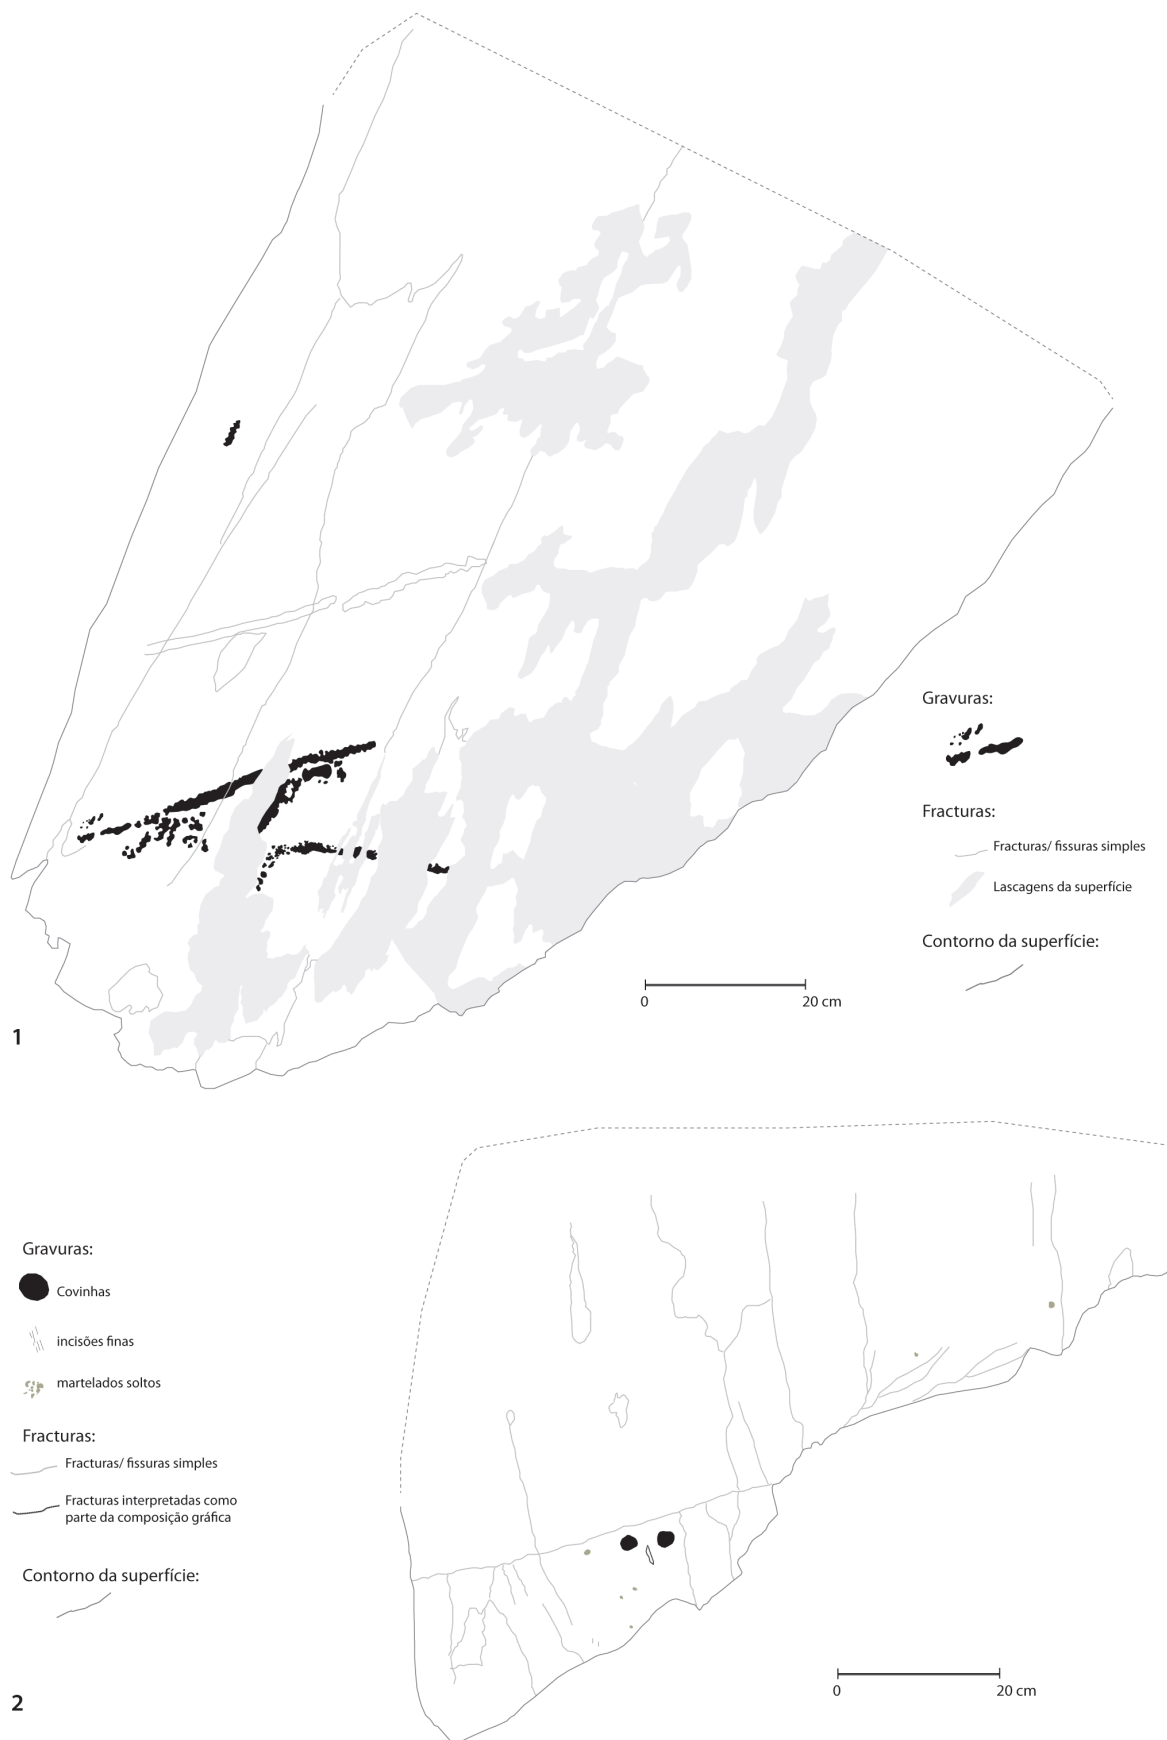 Gravuras:
Fracturas:
Fracturas/ fissuras simples
Lascagens da superfície
Contorno da superfície:
0
20 cm
1
Gravuras:
Covinhas
incisões finas
martelados soltos
Fracturas:
Fracturas/ fissuras simples
Fracturas interpretadas como
parte da composição gráfica
Contorno da superfície:
0
20 cm
2